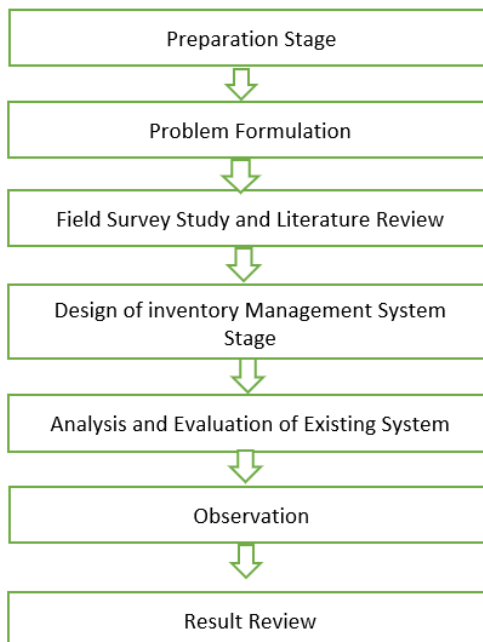 Preparation Stage
Problem Formulation
Field Survey Study and Literature Review
Design of inventory Management System
Stage
Analysis and Evaluation of Existing System
Observation
Result Review